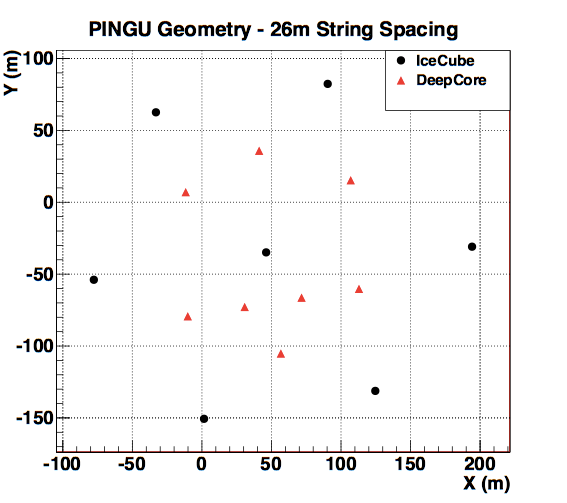 PINGU Geometry - 26m String Spacing
Y (m)
IceCube
DeepCore
100
50
0
-50
-100
-150
-100 -50 0 50 100 150 200
X (m)